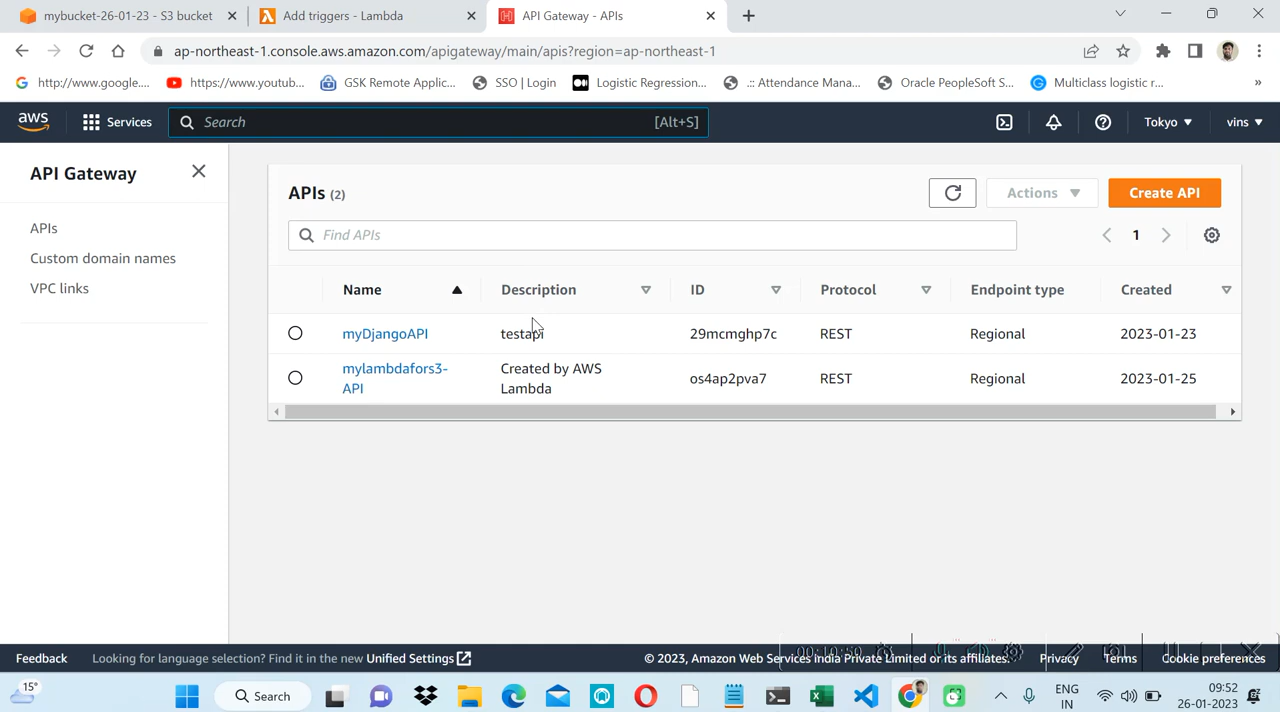 mybucket-26-01-23 - S3 bucket
Add triggers - Lambda
API Gateway - APIs
ap-northeast-1.console.aws.amazon.com/apigateway/main/apis?region=ap-northeast-1
http://www.google....
https://www.youtub...
GSK Remote Applic...
SSO | Login
Logistic Regression...
.:: Attendance Mana...
Oracle PeopleSoft S...
Multiclass logistic r...
»
aws
Services
Search
[Alt+S]
Tokyo
vins
API Gateway
APIs
Custom domain names
VPC links
APIs (2)
Actions
Create API
Find APIs
1
Name
Description
ID
Protocol
Endpoint type
Created
myDjangoAPI
testapi
29mcmghp7c
REST
Regional
2023-01-23
mylambdafors3-
API
Created by AWS
Lambda
os4ap2pva7
REST
Regional
2023-01-25
Feedback
Looking for language selection? Find it in the new Unified Settings
00:10:50
© 2023, Amazon Web Services India Private Limited or its affiliates.
Privacy
Terms
Cookie preferences
15°
Search
ENG
IN
09:52
26-01-2023